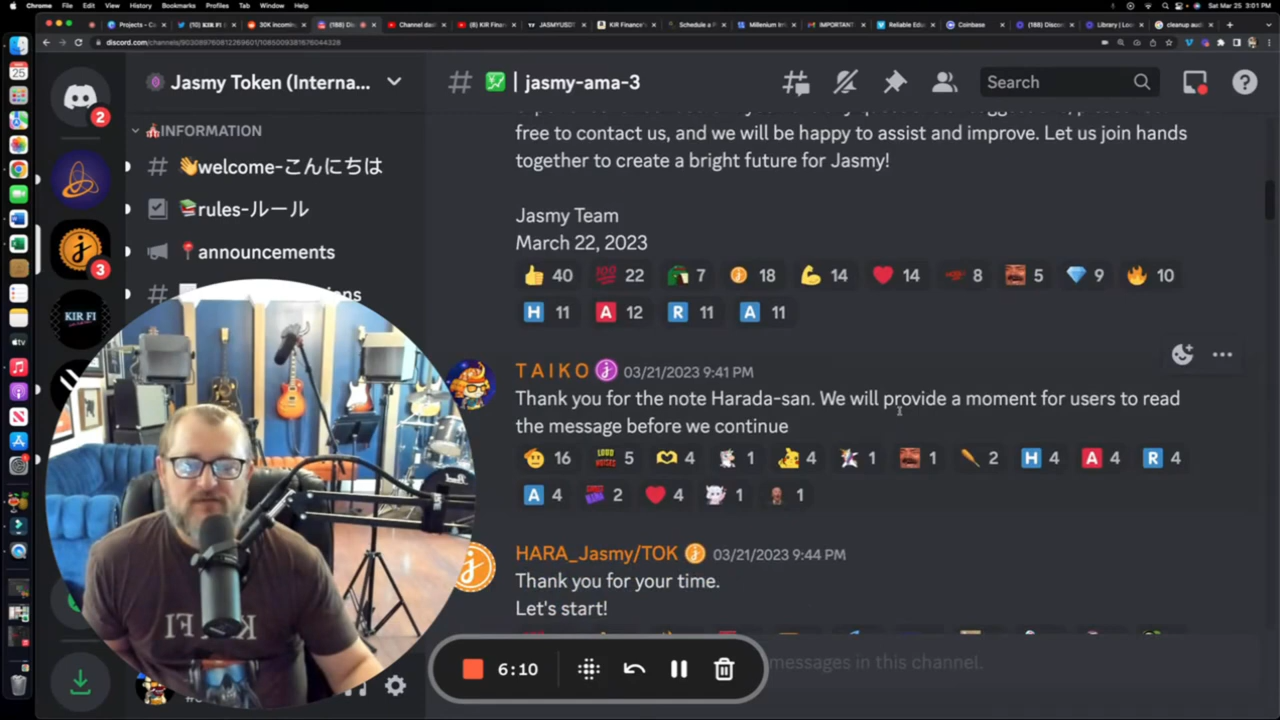 Chrome File Edit View History Bookmarks Profiles Tab Window Help
Sat Mar 25 3:01 PM
discord.com/channels/903089760812269601/1085009381676044328
Jasmy Token (Interna...
# | jasmy-ama-3
Search
INFORMATION
# 👋welcome-こんにちは
📚rules-ルール
📍announcements
free to contact us, and we will be happy to assist and improve. Let us join hands
together to create a bright future for Jasmy!
Jasmy Team
March 22, 2023
👍 40 💯 22 7 18 💪 14 ❤️ 14 8 5 💎 9 🔥 10
H 11 A 12 R 11 A 11
T A I K O 03/21/2023 9:41 PM
Thank you for the note Harada-san. We will provide a moment for users to read
the message before we continue
16 5 4 1 4 1 1 2 H 4 A 4 R 4
A 4 2 ❤️ 4 1 1
HARA_Jasmy/TOK 03/21/2023 9:44 PM
Thank you for your time.
Let's start!
messages in this channel.
6:10
KIR FI
2
3